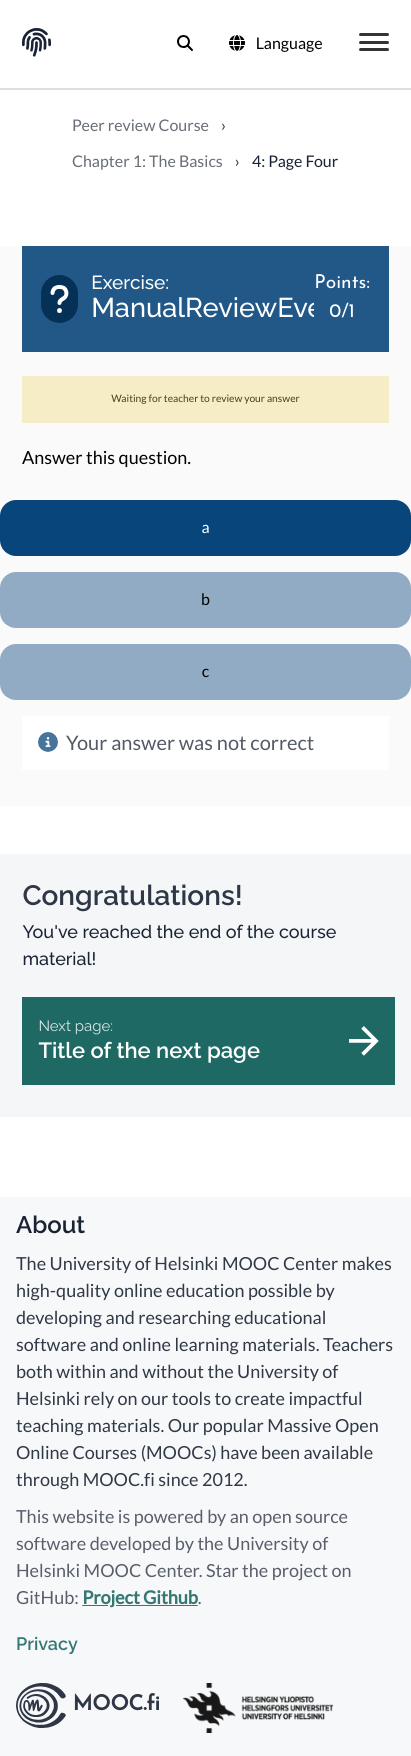 Language
Peer review Course ›
Chapter 1: The Basics › 4: Page Four
Exercise:
ManualReviewEve
Points:
0/1
Waiting for teacher to review your answer
Answer this question.
a
b
c
Your answer was not correct
Congratulations!
You've reached the end of the course
material!
Next page:
Title of the next page
About
The University of Helsinki MOOC Center makes
high-quality online education possible by
developing and researching educational
software and online learning materials. Teachers
both within and without the University of
Helsinki rely on our tools to create impactful
teaching materials. Our popular Massive Open
Online Courses (MOOCs) have been available
through MOOC.fi since 2012.
This website is powered by an open source
software developed by the University of
Helsinki MOOC Center. Star the project on
GitHub: Project Github.
Privacy
MOOC.fi
HELSINGIN YLIOPISTO
HELSINGFORS UNIVERSITET
UNIVERSITY OF HELSINKI